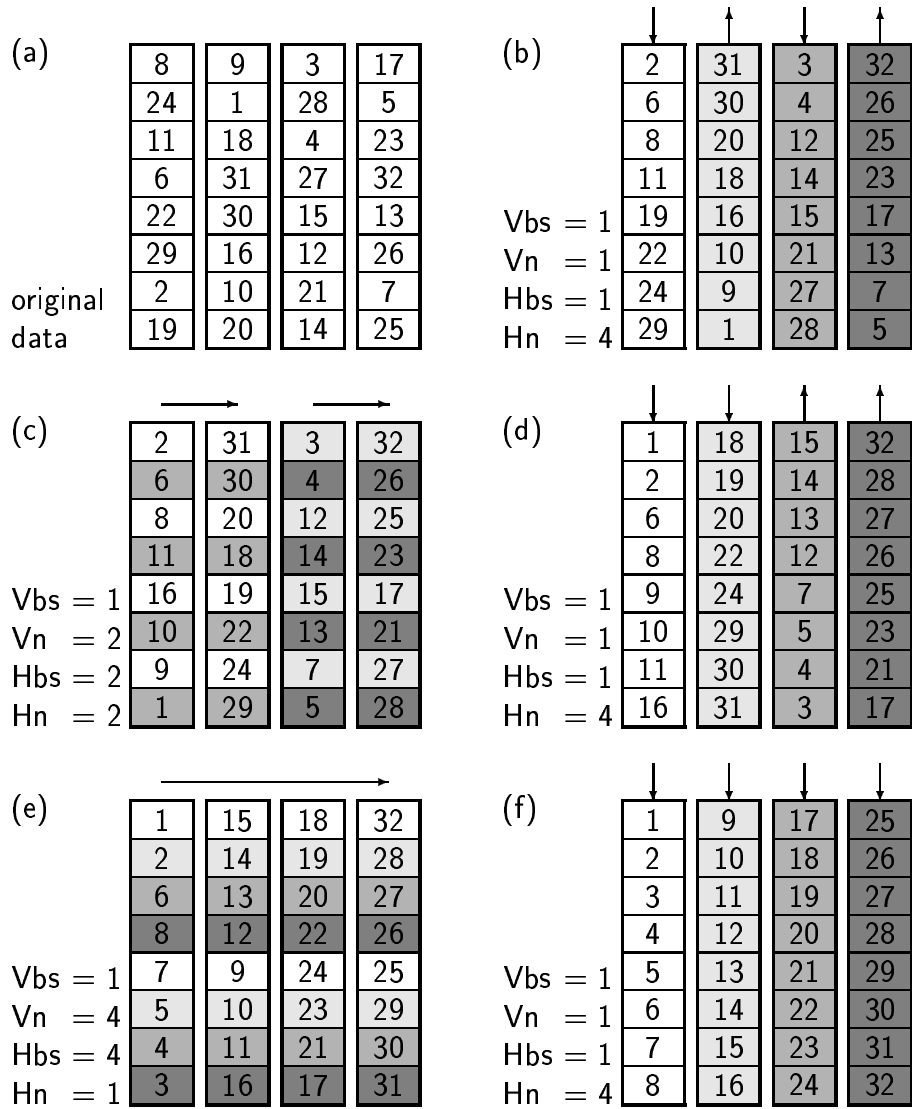 (a)
8 9 3 17
24 1 28 5
11 18 4 23
6 31 27 32
22 30 15 13
29 16 12 26
original 2 10 21 7
data 19 20 14 25
(b)
2 31 3 32
6 30 4 26
8 20 12 25
11 18 14 23
Vbs = 1 19 16 15 17
Vn = 1 22 10 21 13
Hbs = 1 24 9 27 7
Hn = 4 29 1 28 5
(c)
2 31 3 32
6 30 4 26
8 20 12 25
11 18 14 23
Vbs = 1 16 19 15 17
Vn = 2 10 22 13 21
Hbs = 2 9 24 7 27
Hn = 2 1 29 5 28
(d)
1 18 15 32
2 19 14 28
6 20 13 27
8 22 12 26
Vbs = 1 9 24 7 25
Vn = 1 10 29 5 23
Hbs = 1 11 30 4 21
Hn = 4 16 31 3 17
(e)
1 15 18 32
2 14 19 28
6 13 20 27
8 12 22 26
Vbs = 1 7 9 24 25
Vn = 4 5 10 23 29
Hbs = 4 4 11 21 30
Hn = 1 3 16 17 31
(f)
1 9 17 25
2 10 18 26
3 11 19 27
4 12 20 28
Vbs = 1 5 13 21 29
Vn = 1 6 14 22 30
Hbs = 1 7 15 23 31
Hn = 4 8 16 24 32